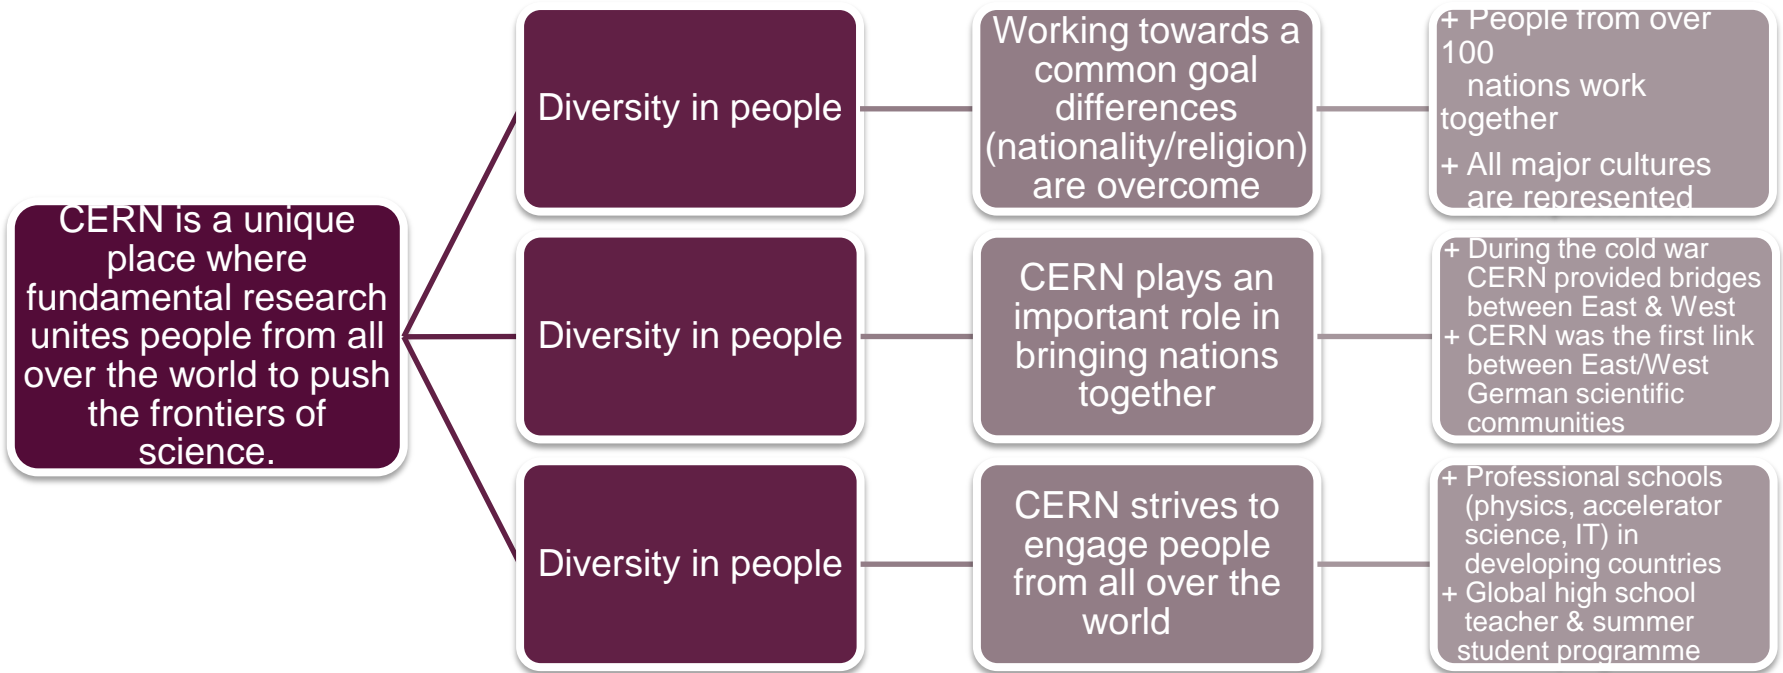 CERN is a unique
place where
fundamental research
unites people from all
over the world to push
the frontiers of
science.
Diversity in people
Working towards a
common goal
differences
(nationality/religion)
are overcome
+ People from over
100
nations work
together
+ All major cultures
are represented
Diversity in people
CERN plays an
important role in
bringing nations
together
+ During the cold war
CERN provided bridges
between East & West
+ CERN was the first link
between East/West
German scientific
communities
Diversity in people
CERN strives to
engage people
from all over the
world
+ Professional schools
(physics, accelerator
science, IT) in
developing countries
+ Global high school
teacher & summer
student programme